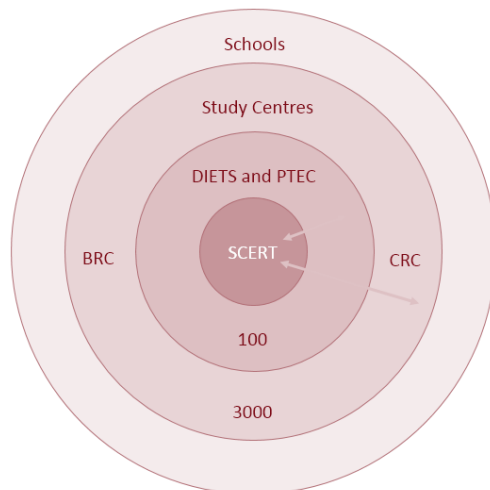 Schools
Study Centres
DIETS and PTEC
SCERT
BRC
CRC
100
3000